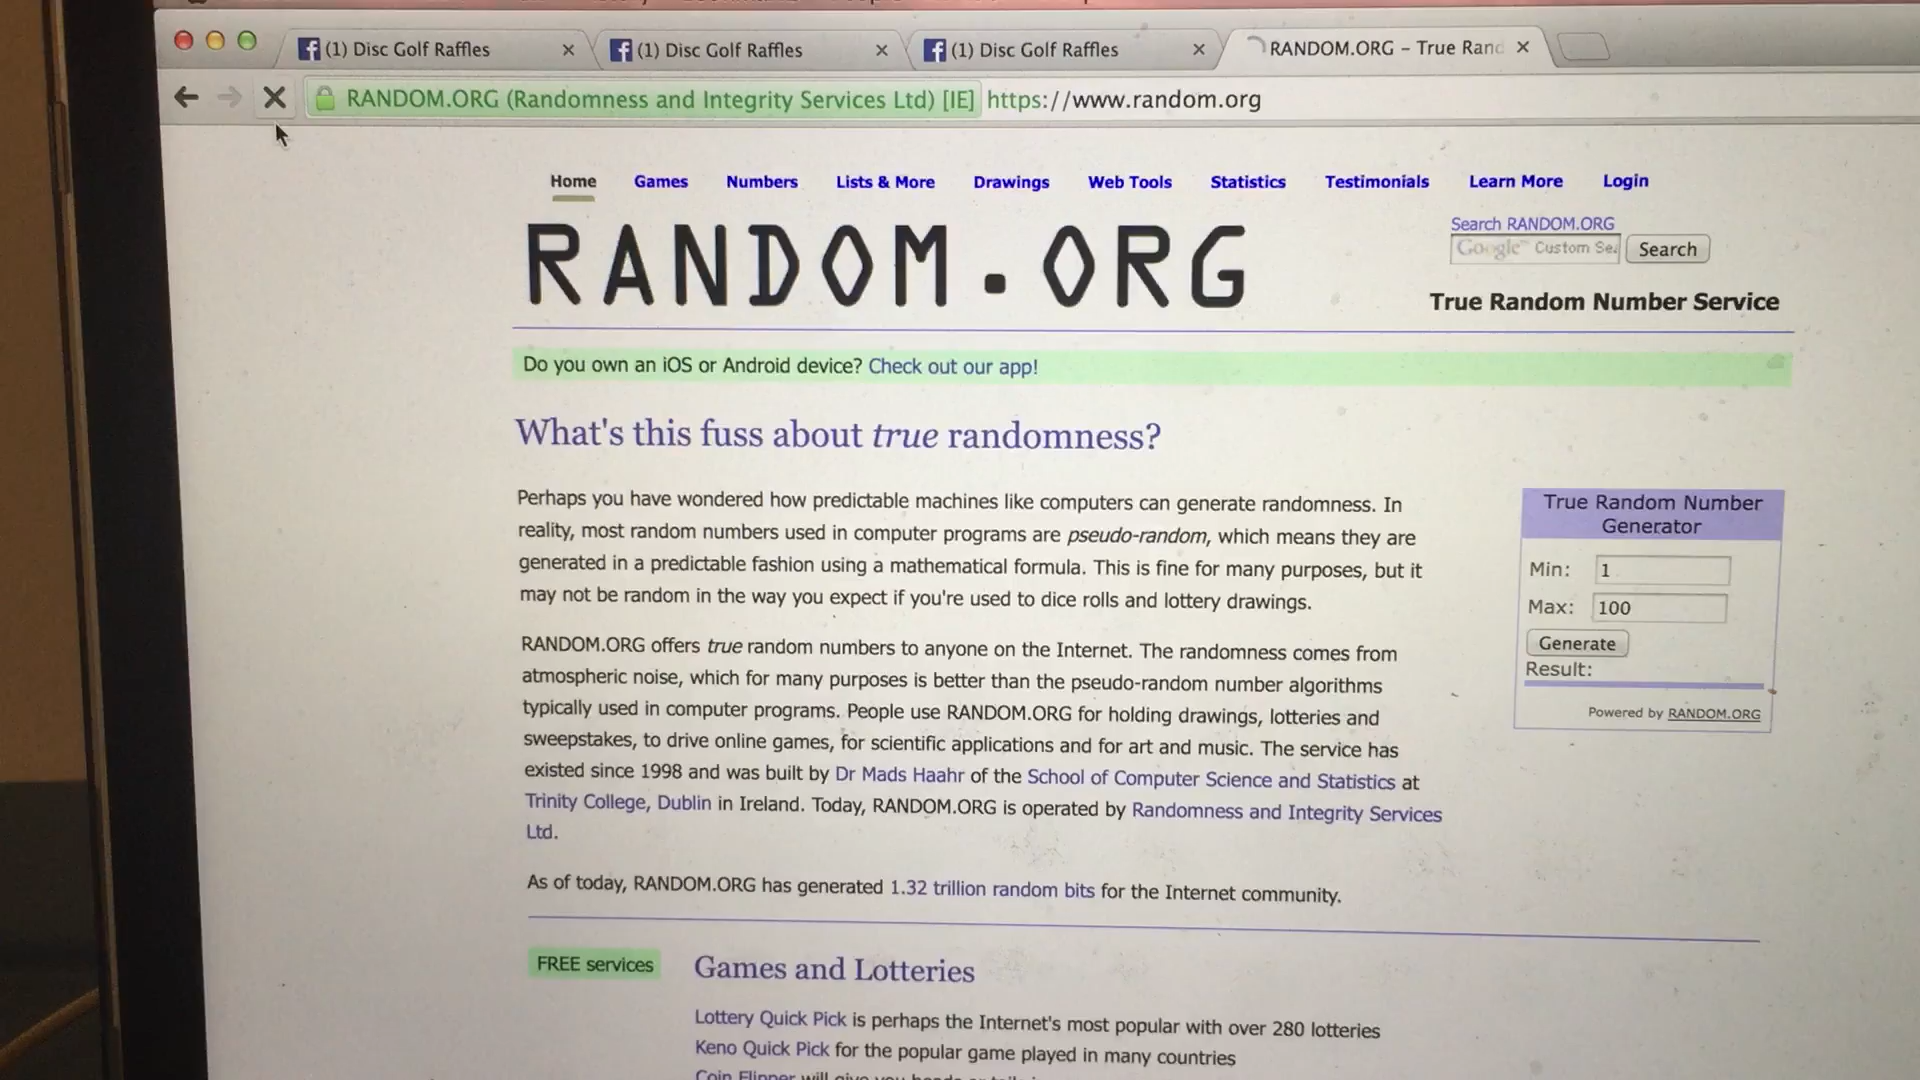 (1) Disc Golf Raffles
(1) Disc Golf Raffles
(1) Disc Golf Raffles
RANDOM.ORG – True Rand
RANDOM.ORG (Randomness and Integrity Services Ltd) [IE] https://www.random.org
Home Games Numbers Lists & More Drawings Web Tools Statistics Testimonials Learn More Login
RANDOM.ORG
Search RANDOM.ORG
Google™ Custom Sea Search
True Random Number Service
Do you own an iOS or Android device? Check out our app!
What's this fuss about true randomness?
Perhaps you have wondered how predictable machines like computers can generate randomness. In
reality, most random numbers used in computer programs are pseudo-random, which means they are
generated in a predictable fashion using a mathematical formula. This is fine for many purposes, but it
may not be random in the way you expect if you're used to dice rolls and lottery drawings.
RANDOM.ORG offers true random numbers to anyone on the Internet. The randomness comes from
atmospheric noise, which for many purposes is better than the pseudo-random number algorithms
typically used in computer programs. People use RANDOM.ORG for holding drawings, lotteries and
sweepstakes, to drive online games, for scientific applications and for art and music. The service has
existed since 1998 and was built by Dr Mads Haahr of the School of Computer Science and Statistics at
Trinity College, Dublin in Ireland. Today, RANDOM.ORG is operated by Randomness and Integrity Services
Ltd.
As of today, RANDOM.ORG has generated 1.32 trillion random bits for the Internet community.
True Random Number
Generator
Min: 1
Max: 100
Generate
Result:
Powered by RANDOM.ORG
FREE services
Games and Lotteries
Lottery Quick Pick is perhaps the Internet's most popular with over 280 lotteries
Keno Quick Pick for the popular game played in many countries
Coin Flipper will give you heads or tails